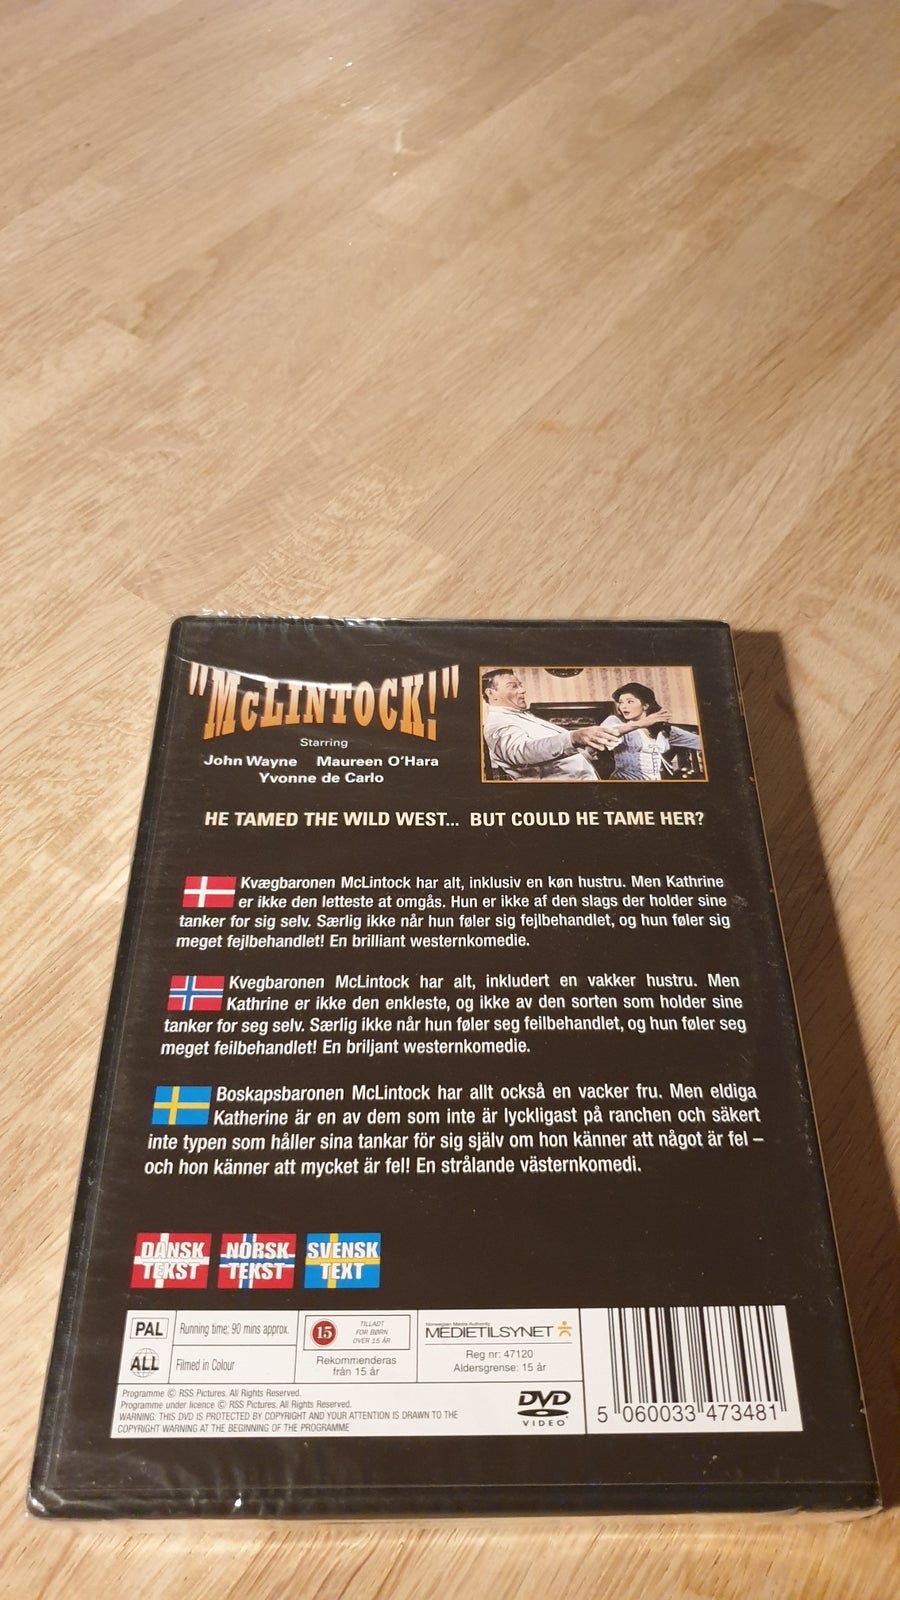 "McLINTOCK!"
Starring
John Wayne Maureen O'Hara
Yvonne de Carlo
HE TAMED THE WILD WEST... BUT COULD HE TAME HER?
Kvægbaronen McLintock har alt, inklusiv en køn hustru. Men Kathrine
er ikke den letteste at omgås. Hun er ikke af den slags der holder sine
tanker for sig selv. Særlig ikke når hun føler sig fejlbehandlet, og hun føler sig
meget fejlbehandlet! En brilliant westernkomedie.
Kvegbaronen McLintock har alt, inkludert en vakker hustru. Men
Kathrine er ikke den enkleste, og ikke av den sorten som holder sine
tanker for seg selv. Særlig ikke når hun føler seg feilbehandlet, og hun føler seg
meget feilbehandlet! En briljant westernkomedie.
Boskapsbaronen McLintock har allt också en vacker fru. Men eldiga
Katherine är en av dem som inte är lyckligast på ranchen och säkert
inte typen som håller sina tankar för sig själv om hon känner att något är fel –
och hon känner att mycket är fel! En strålande västernkomedi.
DANSK TEKST
NORSK TEKST
SVENSK TEXT
PAL
Running time: 90 mins approx.
ALL
Filmed in Colour
15
TILLADT
FOR BØRN
OVER 15 ÅR
Rekommenderas
från 15 år
Norwegian Media Authority
MEDIETILSYNET
Reg nr: 47120
Aldersgrense: 15 år
Programme © RSS Pictures. All Rights Reserved.
Programme under licence © RSS Pictures. All Rights Reserved.
WARNING: THIS DVD IS PROTECTED BY COPYRIGHT AND YOUR ATTENTION IS DRAWN TO THE
COPYRIGHT WARNING AT THE BEGINNING OF THE PROGRAMME
DVD
VIDEO
5 060033 473481